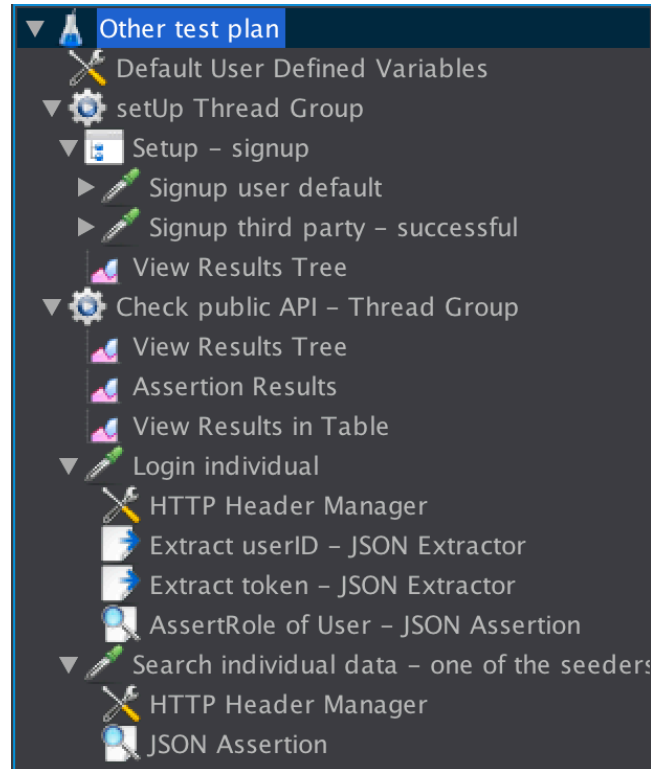 Other test plan
Default User Defined Variables
setUp Thread Group
Setup – signup
Signup user default
Signup third party – successful
View Results Tree
Check public API – Thread Group
View Results Tree
Assertion Results
View Results in Table
Login individual
HTTP Header Manager
Extract userID – JSON Extractor
Extract token – JSON Extractor
AssertRole of User – JSON Assertion
Search individual data – one of the seeders
HTTP Header Manager
JSON Assertion